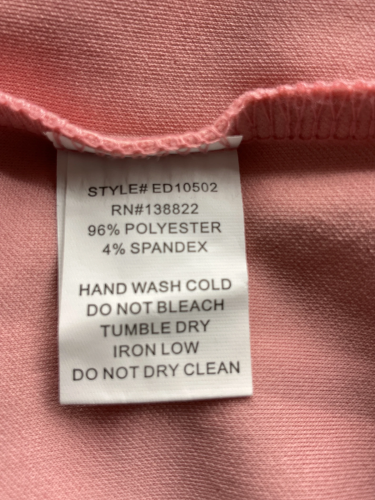 STYLE# ED10502
RN#138822
96% POLYESTER
4% SPANDEX
HAND WASH COLD
DO NOT BLEACH
TUMBLE DRY
IRON LOW
DO NOT DRY CLEAN